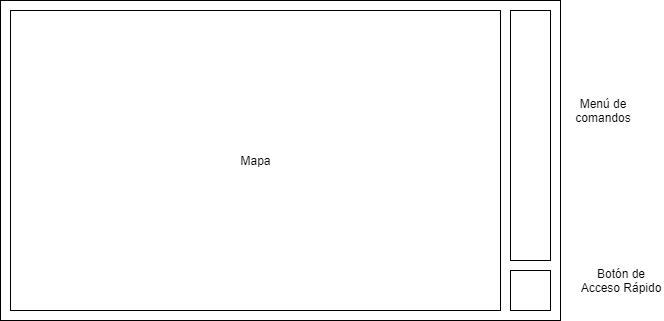 Menú de
comandos
Mapa
Botón de
Acceso Rápido